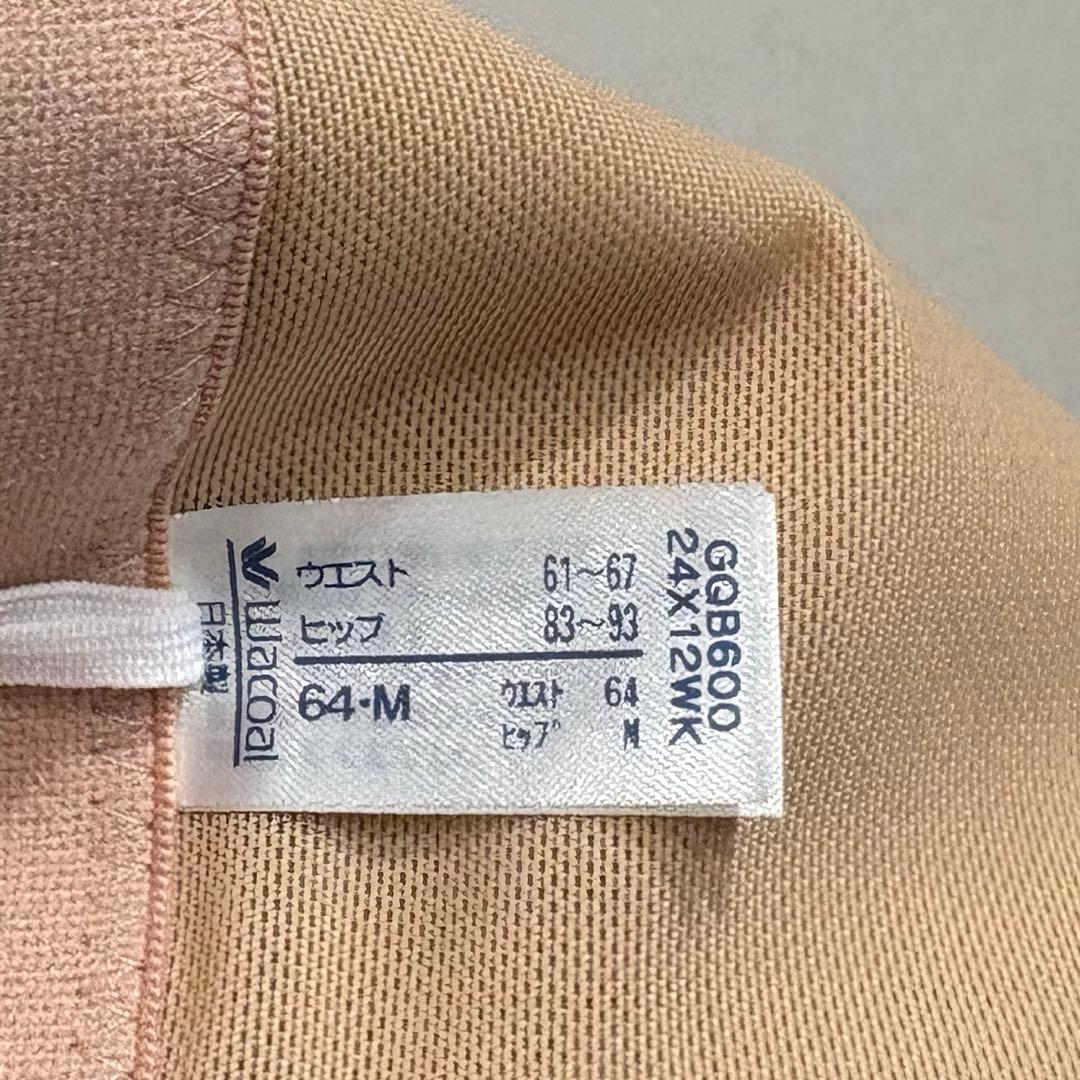 Wacoal
日本製
ウエスト 61〜67
ヒップ 83〜93
64・M
ウエスト 64
ヒップ M
GQB600
24X12WK